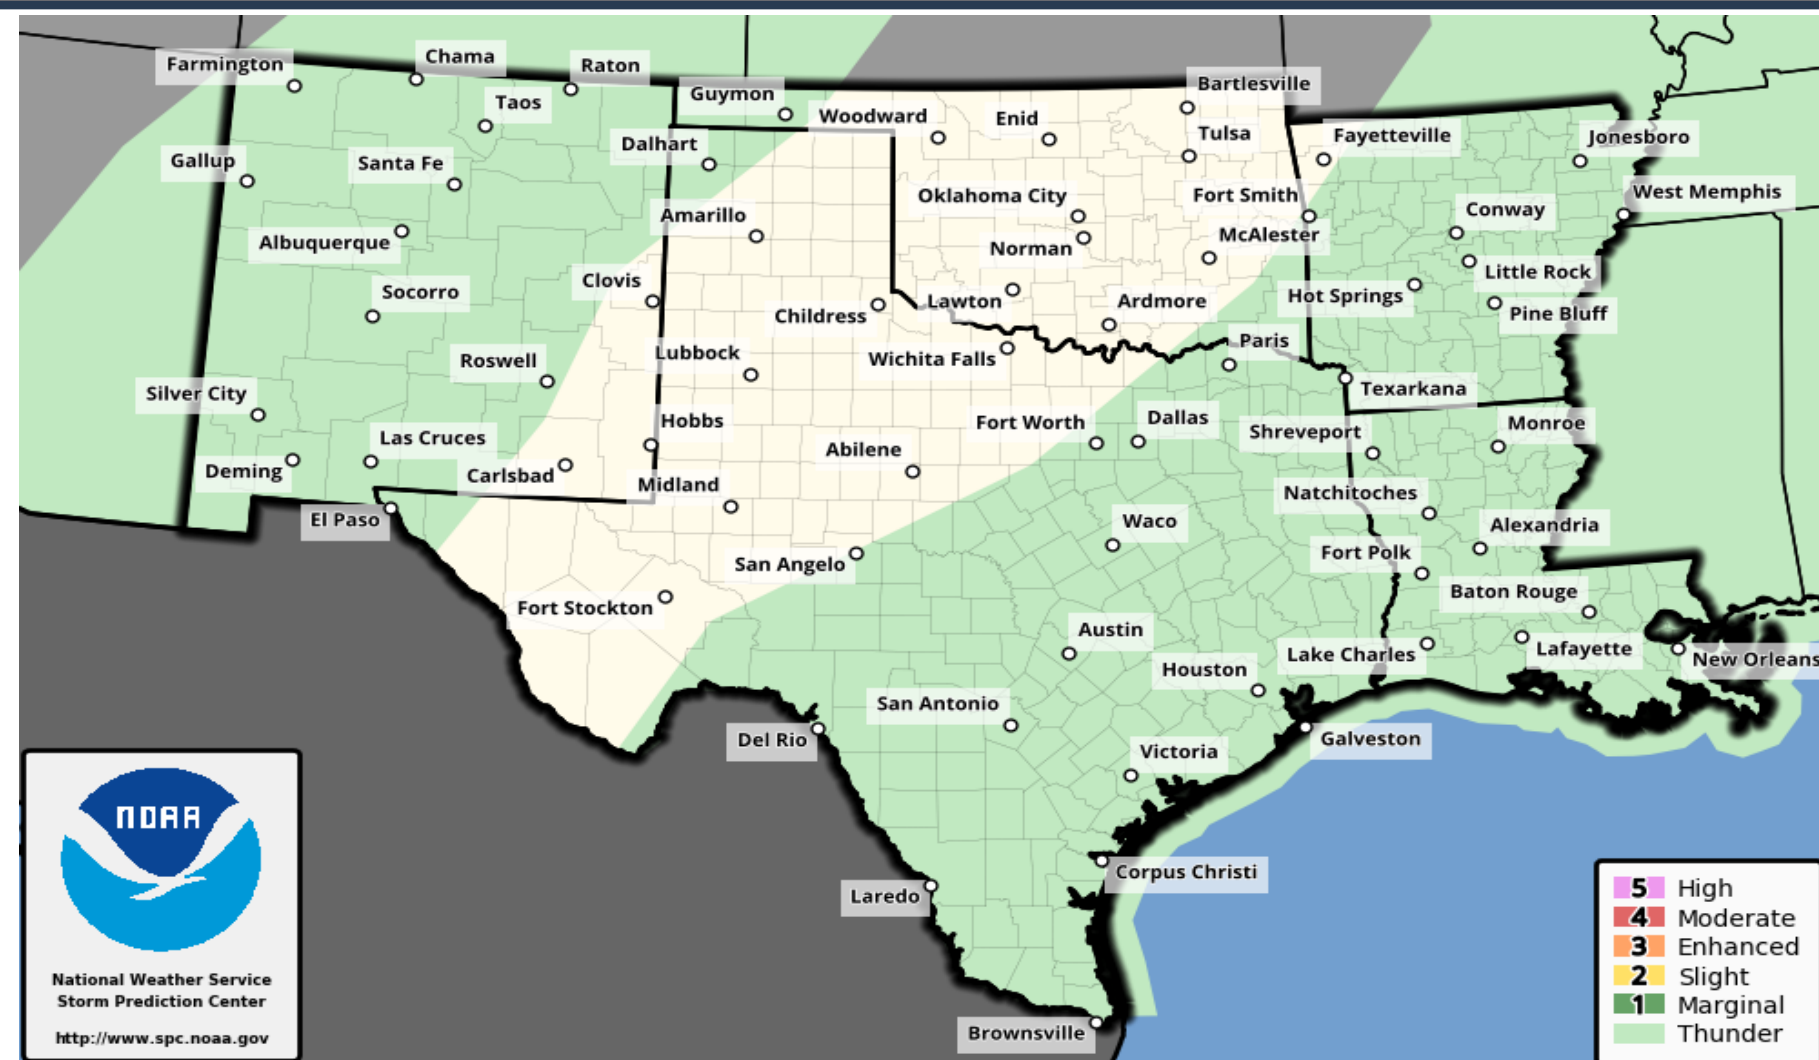 Farmington
Chama
Raton
Taos
Guymon
Woodward
Enid
Bartlesville
Tulsa
Fayetteville
Jonesboro
Gallup
Santa Fe
Dalhart
Oklahoma City
Fort Smith
West Memphis
Albuquerque
Amarillo
Norman
McAlester
Conway
Socorro
Clovis
Childress
Lawton
Ardmore
Hot Springs
Little Rock
Pine Bluff
Roswell
Lubbock
Wichita Falls
Paris
Texarkana
Silver City
Las Cruces
Hobbs
Abilene
Fort Worth
Dallas
Shreveport
Monroe
Deming
Carlsbad
Midland
Natchitoches
El Paso
San Angelo
Waco
Alexandria
Fort Polk
Fort Stockton
Baton Rouge
Austin
Houston
Lake Charles
Lafayette
New Orleans
Del Rio
San Antonio
Victoria
Galveston
Laredo
Corpus Christi
Brownsville
NOAA
National Weather Service
Storm Prediction Center
http://www.spc.noaa.gov
5 High
4 Moderate
3 Enhanced
2 Slight
1 Marginal
Thunder